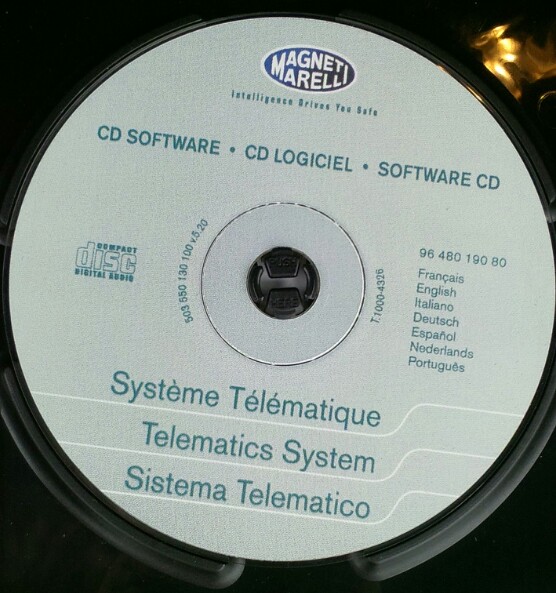 MAGNETI
MARELLI
Intelligence Drives You Safe
CD SOFTWARE • CD LOGICIEL • SOFTWARE CD
COMPACT
disc
DIGITAL AUDIO
503 550 130 100 v.5.20
T.1000-4326
96 480 190 80
Français
English
Italiano
Deutsch
Español
Nederlands
Português
Système Télématique
Telematics System
Sistema Telematico